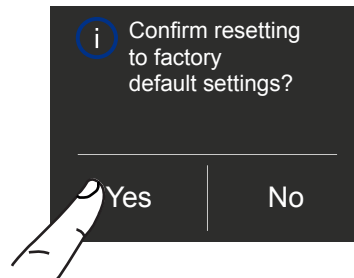 i
Confirm resetting
to factory
default settings?
Yes
No